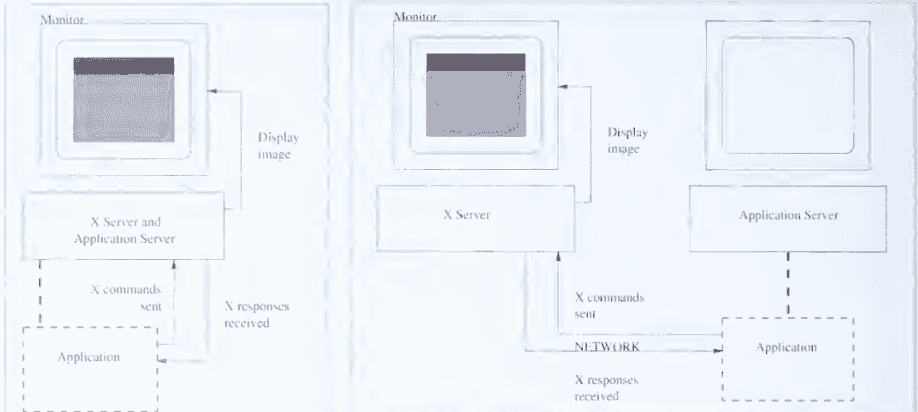 Monitor
Display
image
X Server and
Application Server
X commands
sent
X responses
received
Application
Monitor
Display
image
X Server
Application Server
X commands
sent
NETWORK
X responses
received
Application